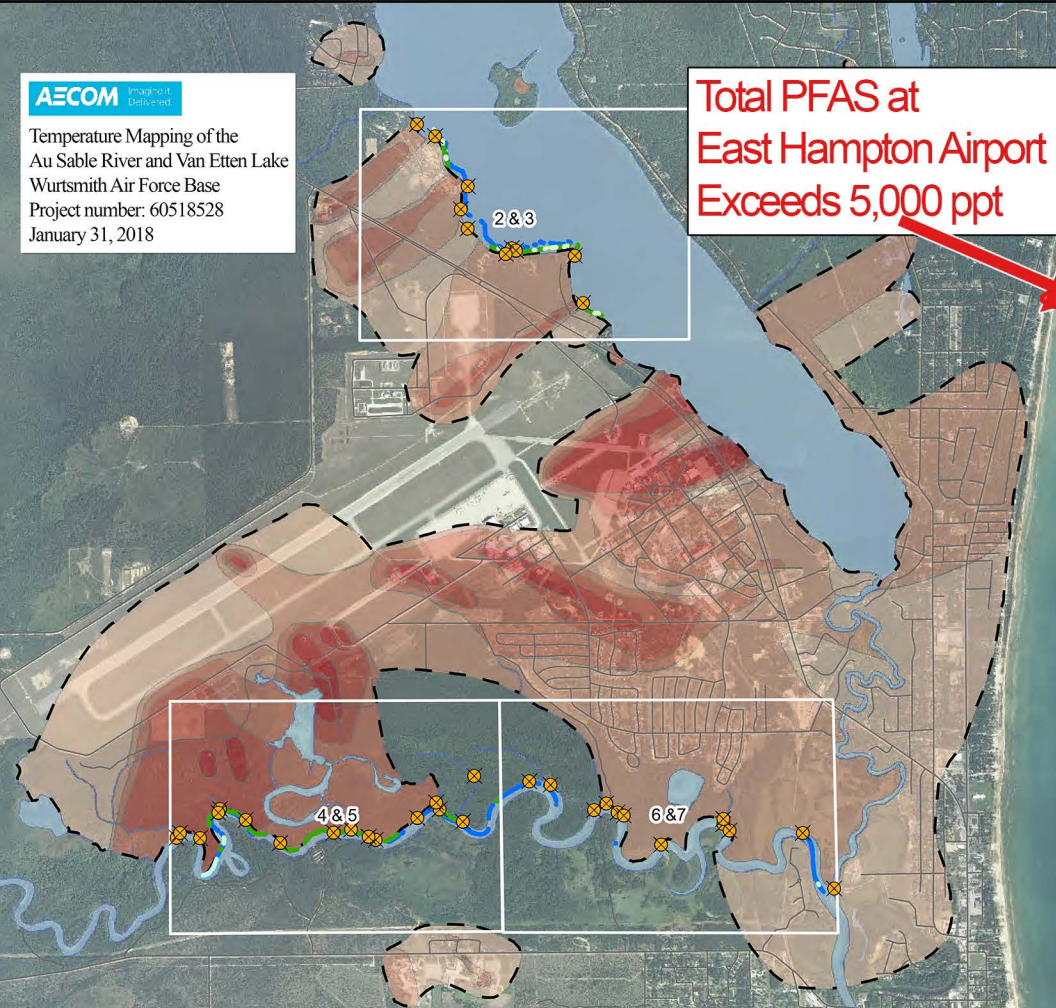 AECOM Imagine it.
Delivered.
Temperature Mapping of the
Au Sable River and Van Etten Lake
Wurtsmith Air Force Base
Project number: 60518528
January 31, 2018
Total PFAS at
East Hampton Airport
Exceeds 5,000 ppt
2 & 3
4 & 5
6 &7